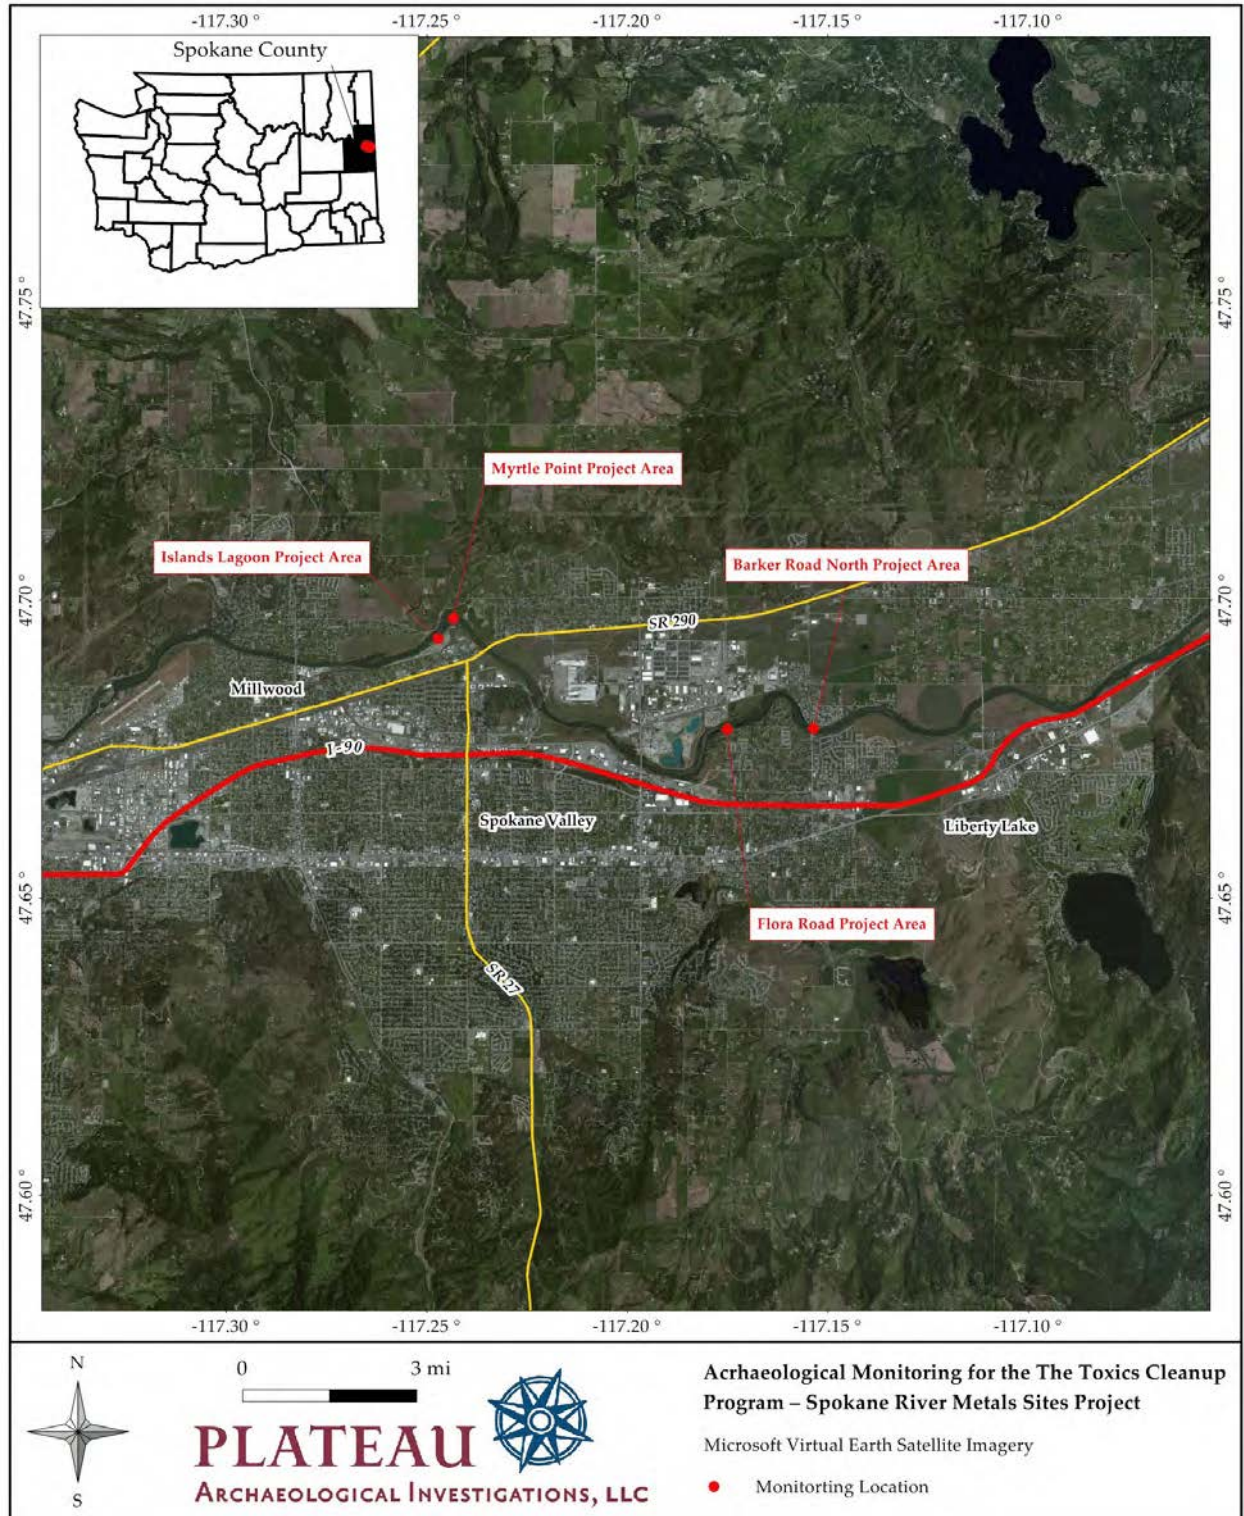 -117.30 ° -117.25 ° -117.20 ° -117.15 ° -117.10 °
Spokane County
47.75 ° 47.75 °
Myrtle Point Project Area
Islands Lagoon Project Area
Barker Road North Project Area
47.70 ° 47.70 °
SR 290
Millwood
I-90
Spokane Valley
Liberty Lake
47.65 ° 47.65 °
Flora Road Project Area
SR 27
47.60 ° 47.60 °
-117.30 ° -117.25 ° -117.20 ° -117.15 ° -117.10 °
N
S
0 3 mi
PLATEAU
ARCHAEOLOGICAL INVESTIGATIONS, LLC
Acrhaeological Monitoring for the The Toxics Cleanup
Program – Spokane River Metals Sites Project
Microsoft Virtual Earth Satellite Imagery
Monitorting Location